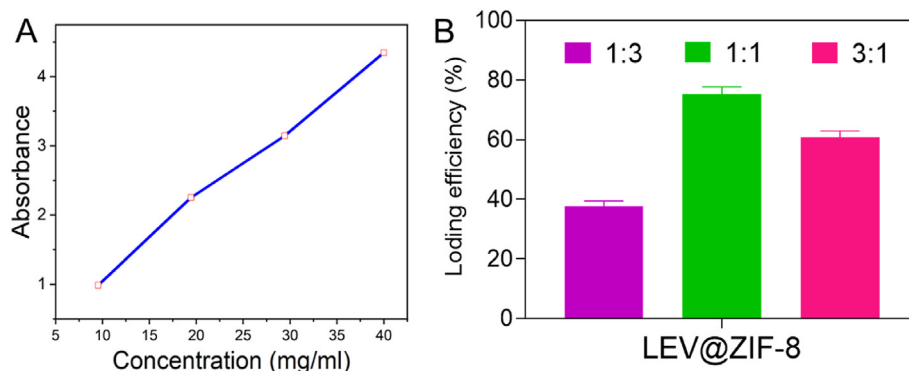 A
Absorbance
4
3
2
1
5 10 15 20 25 30 35 40
Concentration (mg/ml)
B
Loding efficiency (%)
100
80
60
40
20
0
1:3 1:1 3:1
LEV@ZIF-8